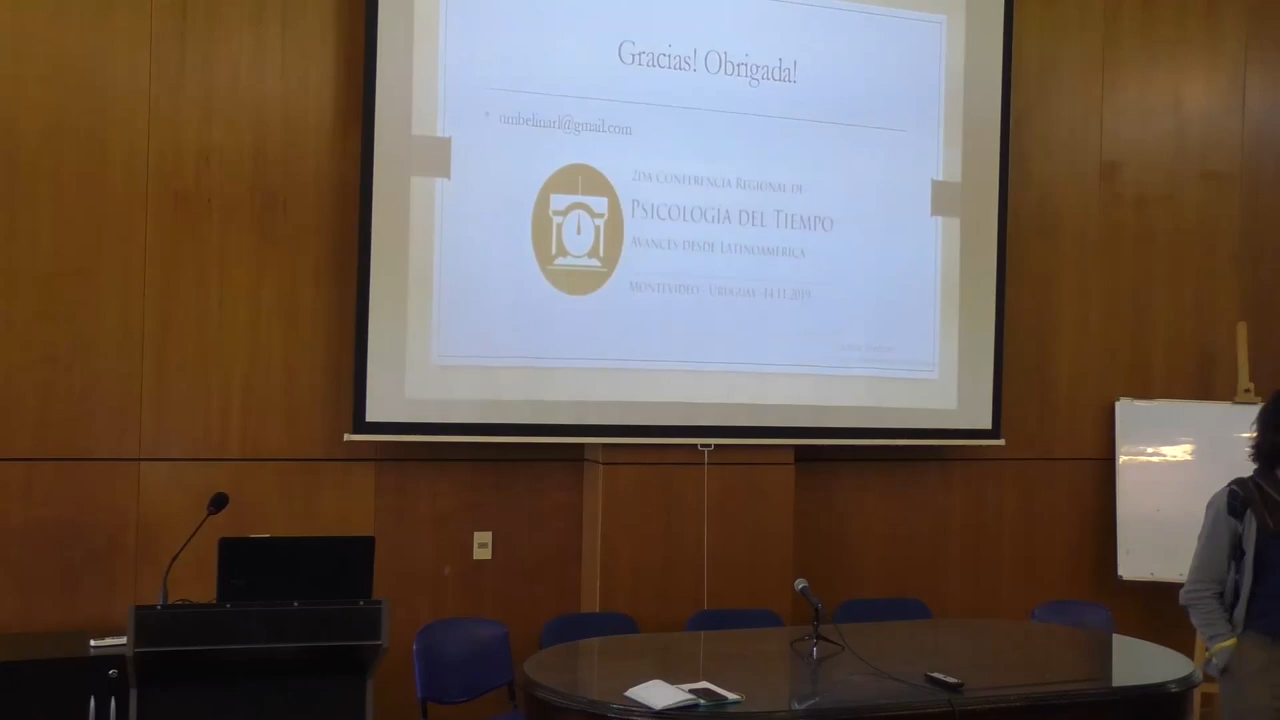 Gracias! Obrigada!
umbelinarl@gmail.com
2DA CONFERENCIA REGIONAL DE
PSICOLOGÍA DEL TIEMPO
AVANCES DESDE LATINOAMÉRICA
MONTEVIDEO - URUGUAY 14.11.2019